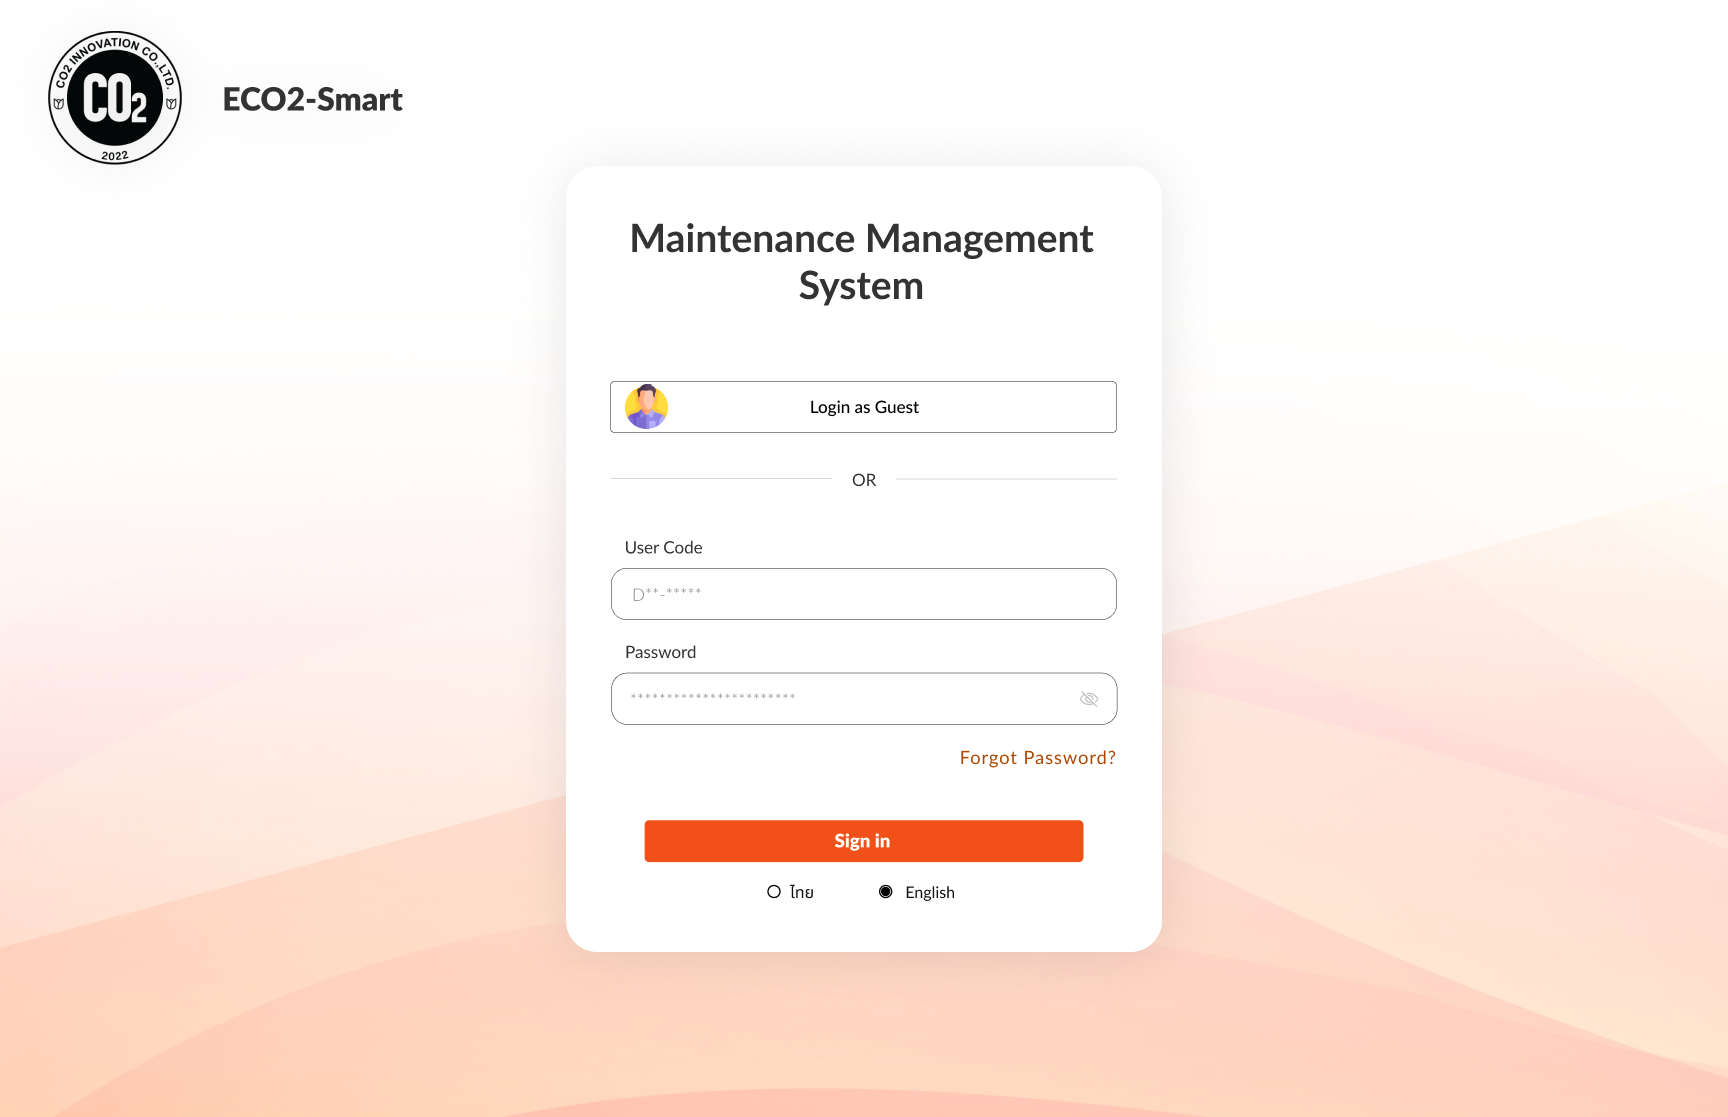 CO2 INNOVATION CO.,LTD.
CO2
2022
ECO2-Smart
Maintenance Management
System
Login as Guest
OR
User Code
D**-*****
Password
***********************
Forgot Password?
Sign in
ไทย
English